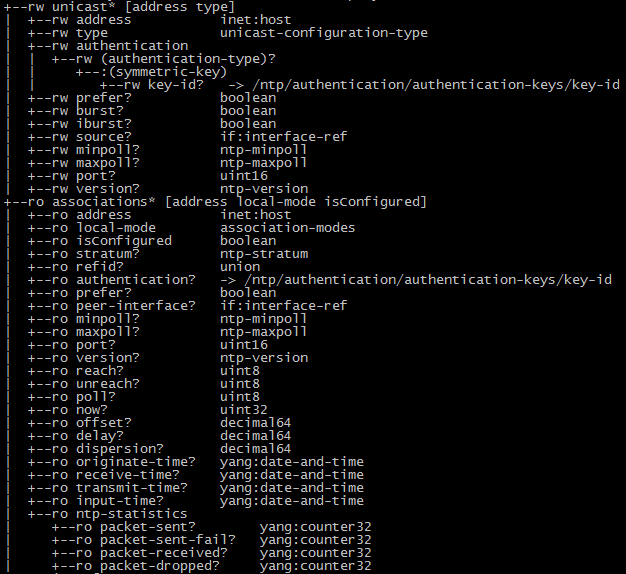 +--rw unicast* [address type]
|  +--rw address           inet:host
|  +--rw type              unicast-configuration-type
|  +--rw authentication
|  |  +--rw (authentication-type)?
|  |     +--:(symmetric-key)
|  |        +--rw key-id?   -> /ntp/authentication/authentication-keys/key-id
|  +--rw prefer?           boolean
|  +--rw burst?            boolean
|  +--rw iburst?           boolean
|  +--rw source?           if:interface-ref
|  +--rw minpoll?          ntp-minpoll
|  +--rw maxpoll?          ntp-maxpoll
|  +--rw port?             uint16
|  +--rw version?          ntp-version
+--ro associations* [address local-mode isConfigured]
|  +--ro address           inet:host
|  +--ro local-mode        association-modes
|  +--ro isConfigured      boolean
|  +--ro stratum?          ntp-stratum
|  +--ro refid?            union
|  +--ro authentication?   -> /ntp/authentication/authentication-keys/key-id
|  +--ro prefer?           boolean
|  +--ro peer-interface?   if:interface-ref
|  +--ro minpoll?          ntp-minpoll
|  +--ro maxpoll?          ntp-maxpoll
|  +--ro port?             uint16
|  +--ro version?          ntp-version
|  +--ro reach?            uint8
|  +--ro unreach?          uint8
|  +--ro poll?             uint8
|  +--ro now?              uint32
|  +--ro offset?           decimal64
|  +--ro delay?            decimal64
|  +--ro dispersion?       decimal64
|  +--ro originate-time?   yang:date-and-time
|  +--ro receive-time?     yang:date-and-time
|  +--ro transmit-time?    yang:date-and-time
|  +--ro input-time?       yang:date-and-time
|  +--ro ntp-statistics
|     +--ro packet-sent?        yang:counter32
|     +--ro packet-sent-fail?   yang:counter32
|     +--ro packet-received?    yang:counter32
|     +--ro packet-dropped?     yang:counter32